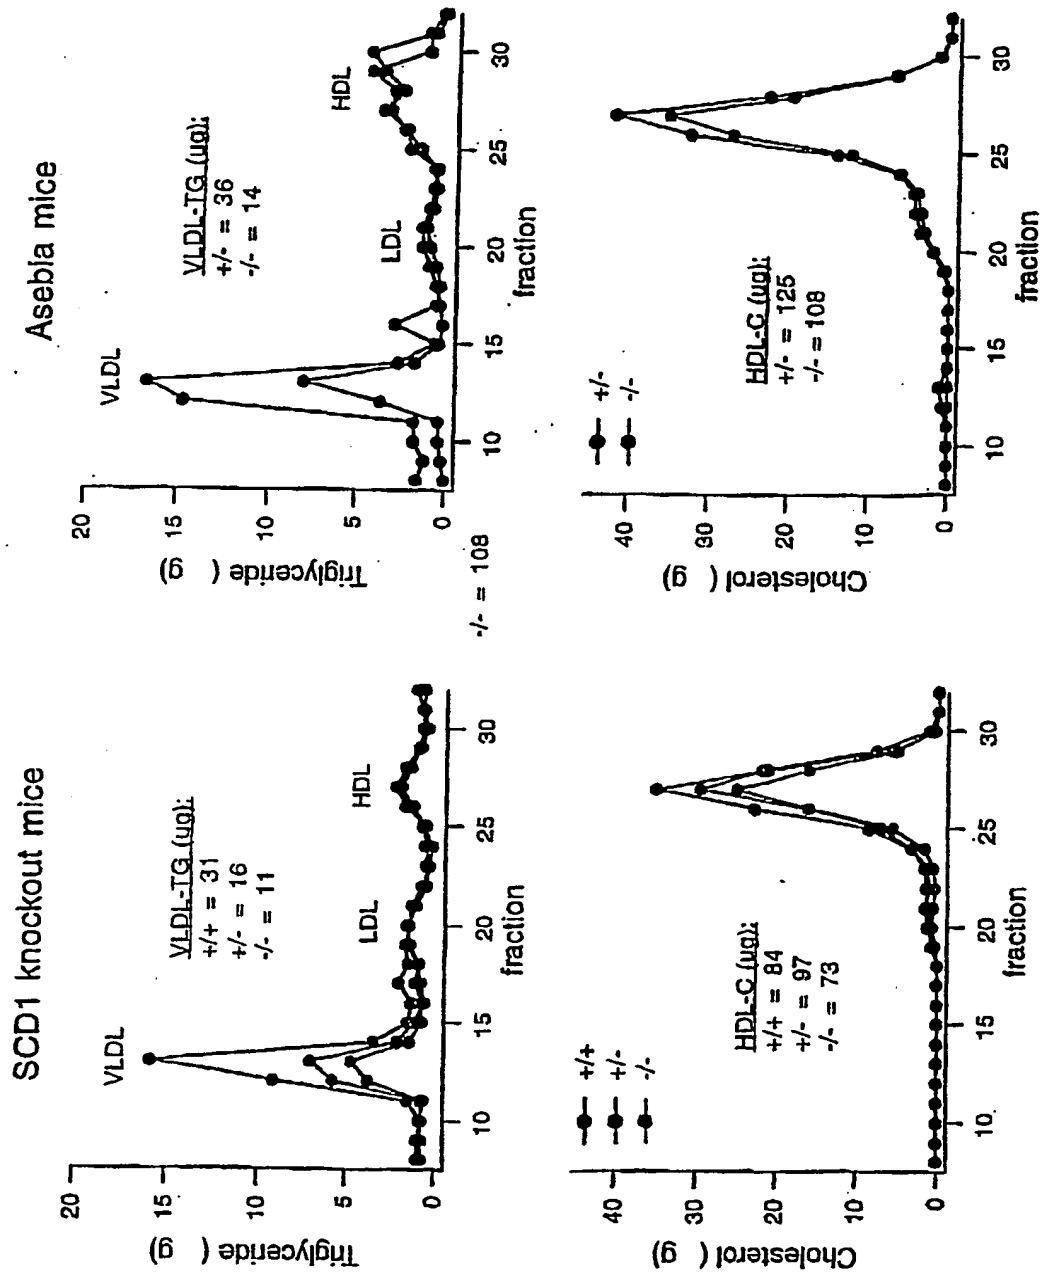 SCD1 knockout mice
Triglyceride ( g)
20
15
10
5
0
VLDL
LDL
HDL
VLDL-TG (ug):
+/+ = 31
+/- = 16
-/- = 11
10
15
20
25
30
fraction
Asebia mice
Triglyceride ( g)
20
15
10
5
0
VLDL
LDL
HDL
VLDL-TG (ug):
+/- = 36
-/- = 14
10
15
20
25
30
fraction
-/- = 108
Cholesterol ( g)
40
30
20
10
0
+/+
+/-
-/-
HDL-C (ug):
+/+ = 84
+/- = 97
-/- = 73
10
15
20
25
30
fraction
Cholesterol ( g)
40
30
20
10
0
+/-
-/-
HDL-C (ug):
+/- = 125
-/- = 108
10
15
20
25
30
fraction